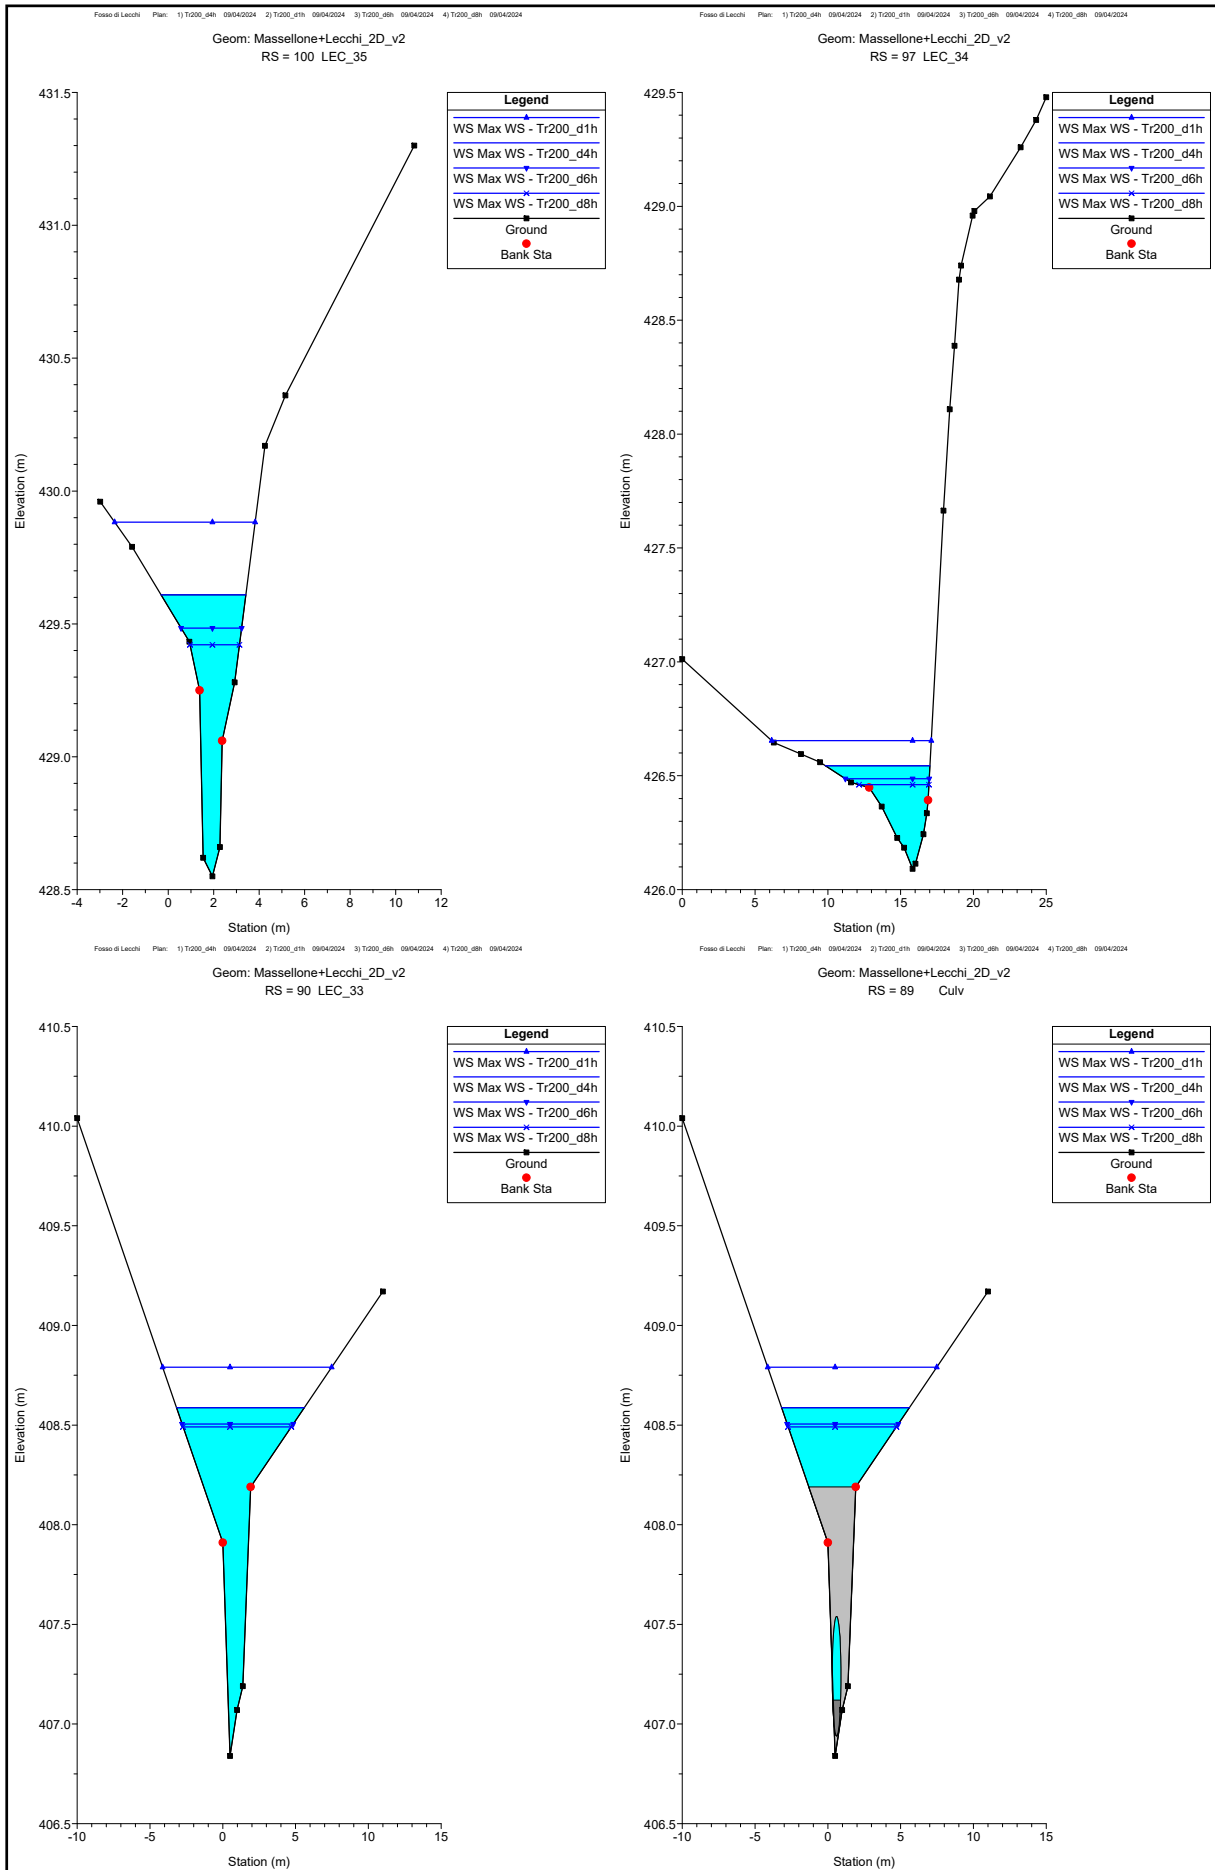 Fosso di Lecchi Plan: 1) Tr200_d4h 09/04/2024 2) Tr200_d1h 09/04/2024 3) Tr200_d6h 09/04/2024 4) Tr200_d8h 09/04/2024
Geom: Massellone+Lecchi_2D_v2
RS = 100 LEC_35
431.5
431.0
430.5
430.0
429.5
429.0
428.5
Elevation (m)
-4 -2 0 2 4 6 8 10 12
Station (m)
Legend
WS Max WS - Tr200_d1h
WS Max WS - Tr200_d4h
WS Max WS - Tr200_d6h
WS Max WS - Tr200_d8h
Ground
Bank Sta
Fosso di Lecchi Plan: 1) Tr200_d4h 09/04/2024 2) Tr200_d1h 09/04/2024 3) Tr200_d6h 09/04/2024 4) Tr200_d8h 09/04/2024
Geom: Massellone+Lecchi_2D_v2
RS = 97 LEC_34
429.5
429.0
428.5
428.0
427.5
427.0
426.5
426.0
Elevation (m)
0 5 10 15 20 25
Station (m)
Legend
WS Max WS - Tr200_d1h
WS Max WS - Tr200_d4h
WS Max WS - Tr200_d6h
WS Max WS - Tr200_d8h
Ground
Bank Sta
Fosso di Lecchi Plan: 1) Tr200_d4h 09/04/2024 2) Tr200_d1h 09/04/2024 3) Tr200_d6h 09/04/2024 4) Tr200_d8h 09/04/2024
Geom: Massellone+Lecchi_2D_v2
RS = 90 LEC_33
410.5
410.0
409.5
409.0
408.5
408.0
407.5
407.0
406.5
Elevation (m)
-10 -5 0 5 10 15
Station (m)
Legend
WS Max WS - Tr200_d1h
WS Max WS - Tr200_d4h
WS Max WS - Tr200_d6h
WS Max WS - Tr200_d8h
Ground
Bank Sta
Fosso di Lecchi Plan: 1) Tr200_d4h 09/04/2024 2) Tr200_d1h 09/04/2024 3) Tr200_d6h 09/04/2024 4) Tr200_d8h 09/04/2024
Geom: Massellone+Lecchi_2D_v2
RS = 89 Culv
410.5
410.0
409.5
409.0
408.5
408.0
407.5
407.0
406.5
Elevation (m)
-10 -5 0 5 10 15
Station (m)
Legend
WS Max WS - Tr200_d1h
WS Max WS - Tr200_d4h
WS Max WS - Tr200_d6h
WS Max WS - Tr200_d8h
Ground
Bank Sta